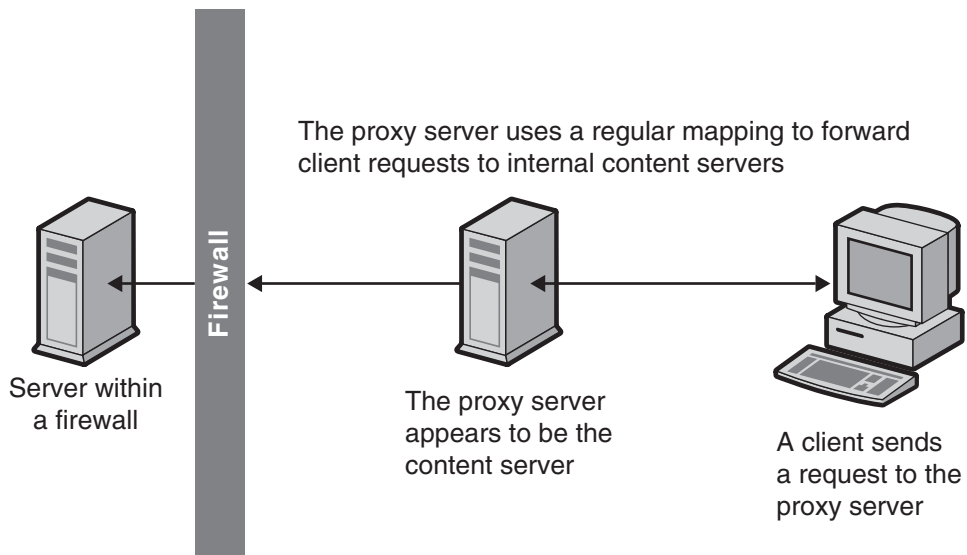 The proxy server uses a regular mapping to forward
client requests to internal content servers
Firewall
Server within
a firewall
The proxy server
appears to be the
content server
A client sends
a request to the
proxy server